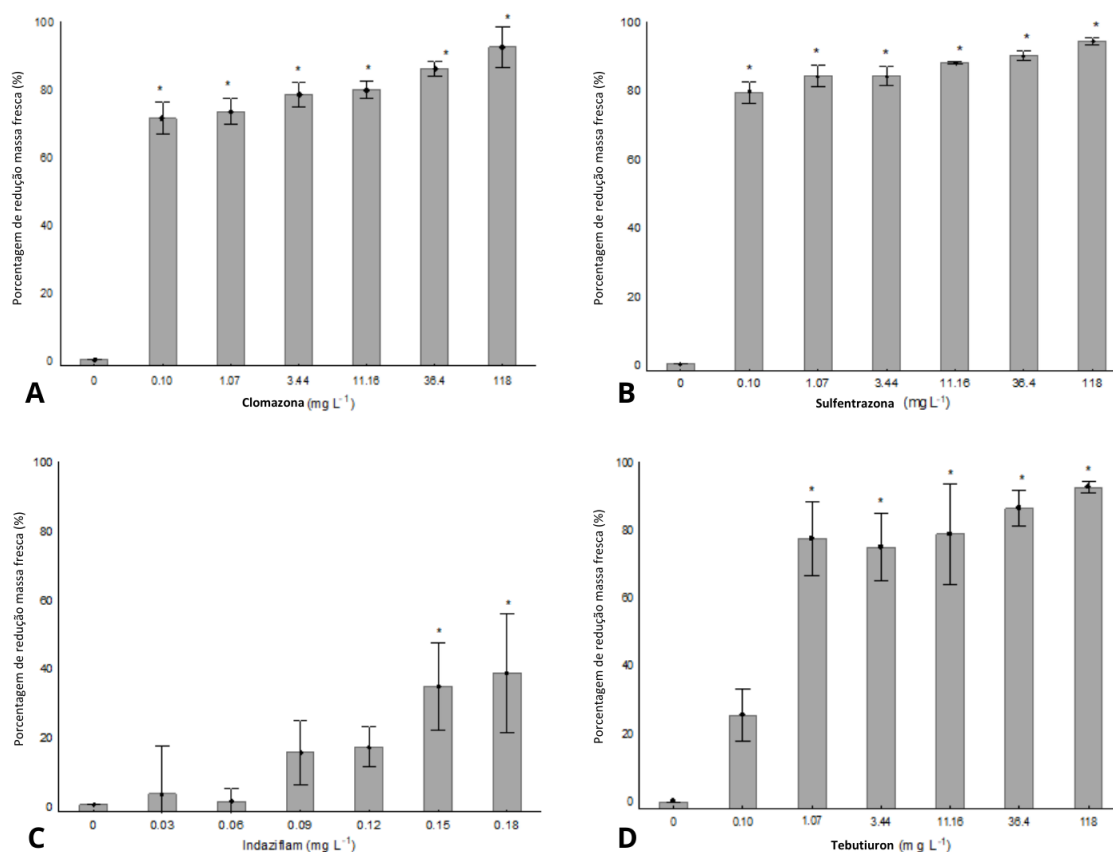 Porcentagem de redução massa fresca (%)
100
80
60
40
20
0
* * * * * *
0 0.10 1.07 3.44 11.16 36.4 118
A Clomazona (mg L⁻¹)
Porcentagem de redução massa fresca (%)
100
80
60
40
20
0
* * * * * *
0 0.10 1.07 3.44 11.16 36.4 118
B Sulfentrazona (mg L⁻¹)
Porcentagem de redução massa fresca (%)
100
80
60
40
20
0
* *
0 0.03 0.06 0.09 0.12 0.15 0.18
C Indaziflam (mg L⁻¹)
Porcentagem de redução massa fresca (%)
100
80
60
40
20
0
* * * * *
0 0.10 1.07 3.44 11.16 36.4 118
D Tebutiuron (mg L⁻¹)